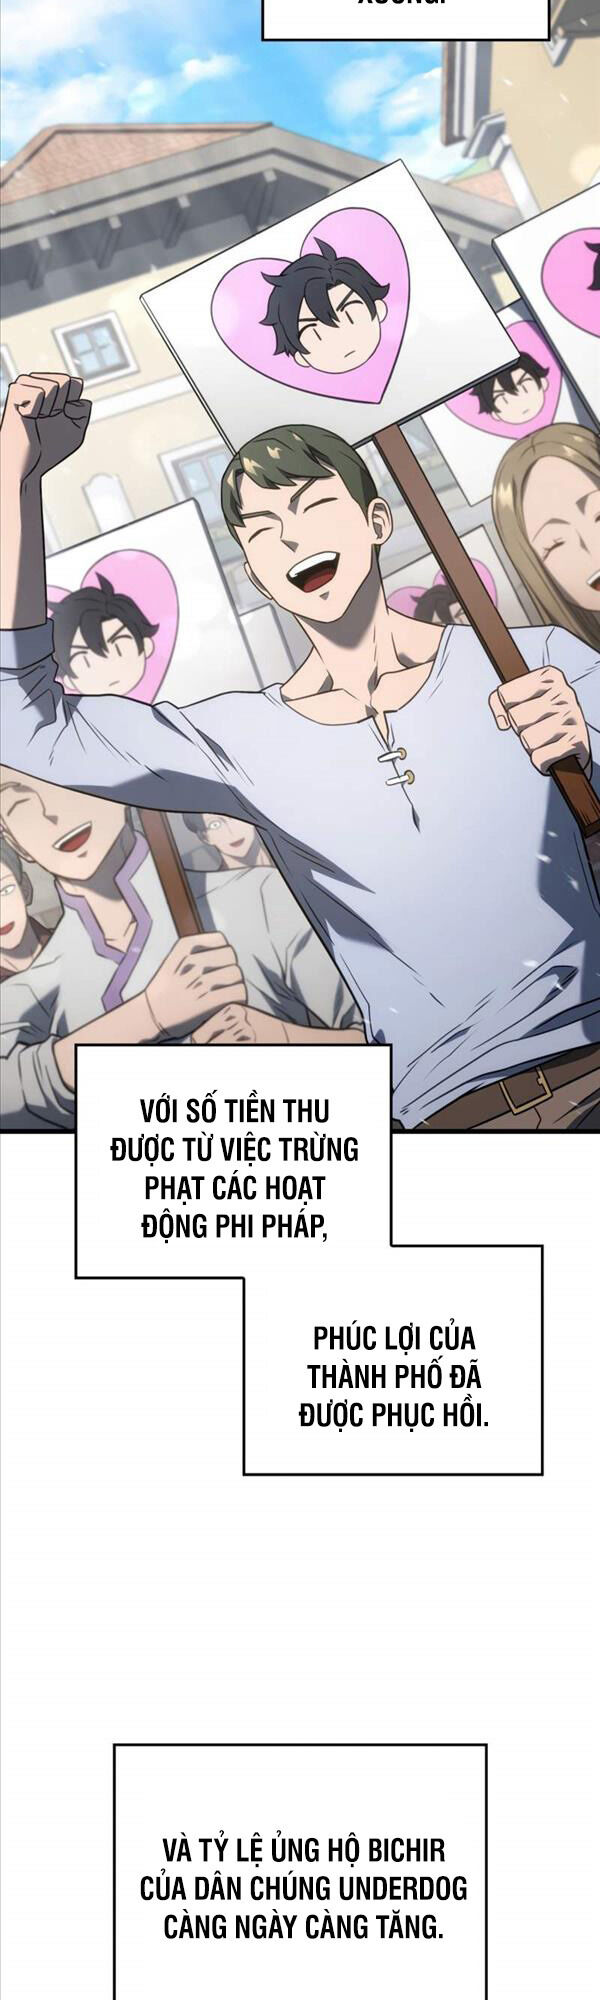 VỚI SỐ TIỀN THU
ĐƯỢC TỪ VIỆC TRỪNG
PHẠT CÁC HOẠT
ĐỘNG PHI PHÁP,
PHÚC LỢI CỦA
THÀNH PHỐ ĐÃ
ĐƯỢC PHỤC HỒI.
VÀ TỶ LỆ ỦNG HỘ BICHIR
CỦA DÂN CHÚNG UNDERDOG
CÀNG NGÀY CÀNG TĂNG.